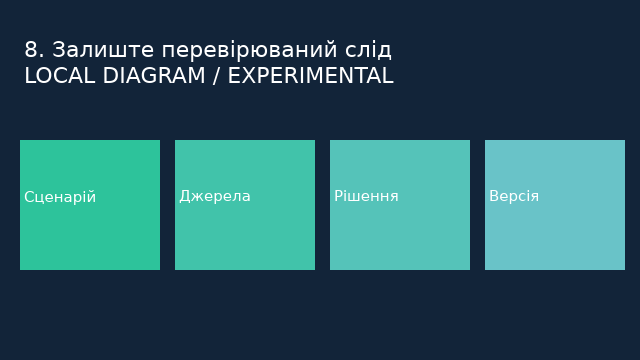 8. Залиште перевірюваний слід
LOCAL DIAGRAM / EXPERIMENTAL
Сценарій
Джерела
Рішення
Версія